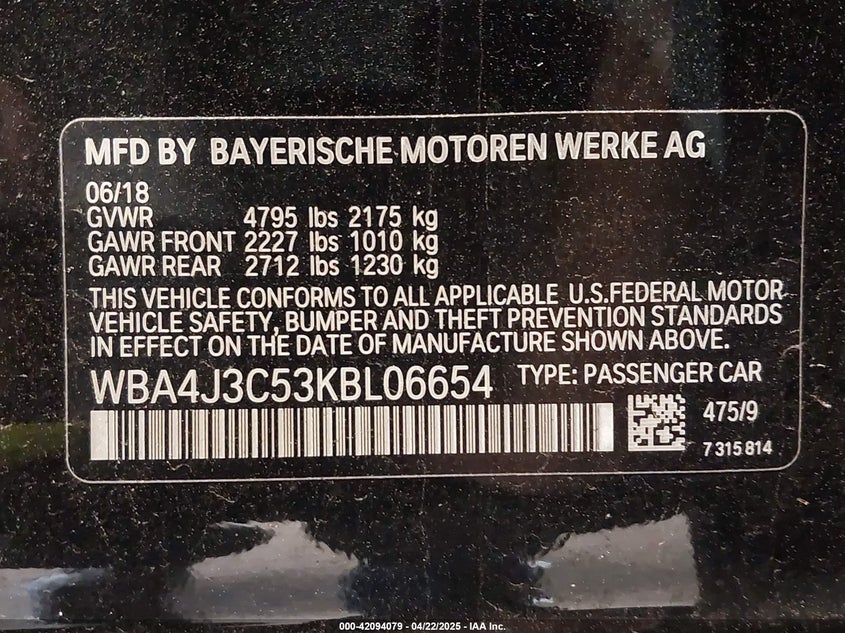 MFD BY BAYERISCHE MOTOREN WERKE AG
06/18
GVWR 4795 lbs 2175 kg
GAWR FRONT 2227 lbs 1010 kg
GAWR REAR 2712 lbs 1230 kg
THIS VEHICLE CONFORMS TO ALL APPLICABLE U.S.FEDERAL MOTOR
VEHICLE SAFETY, BUMPER AND THEFT PREVENTION STANDARDS
IN EFFECT ON THE DATE OF MANUFACTURE SHOWN ABOVE.
WBA4J3C53KBL06654 TYPE: PASSENGER CAR
475/9
7 315 814
000-42094079 - 04/22/2025 - IAA Inc.